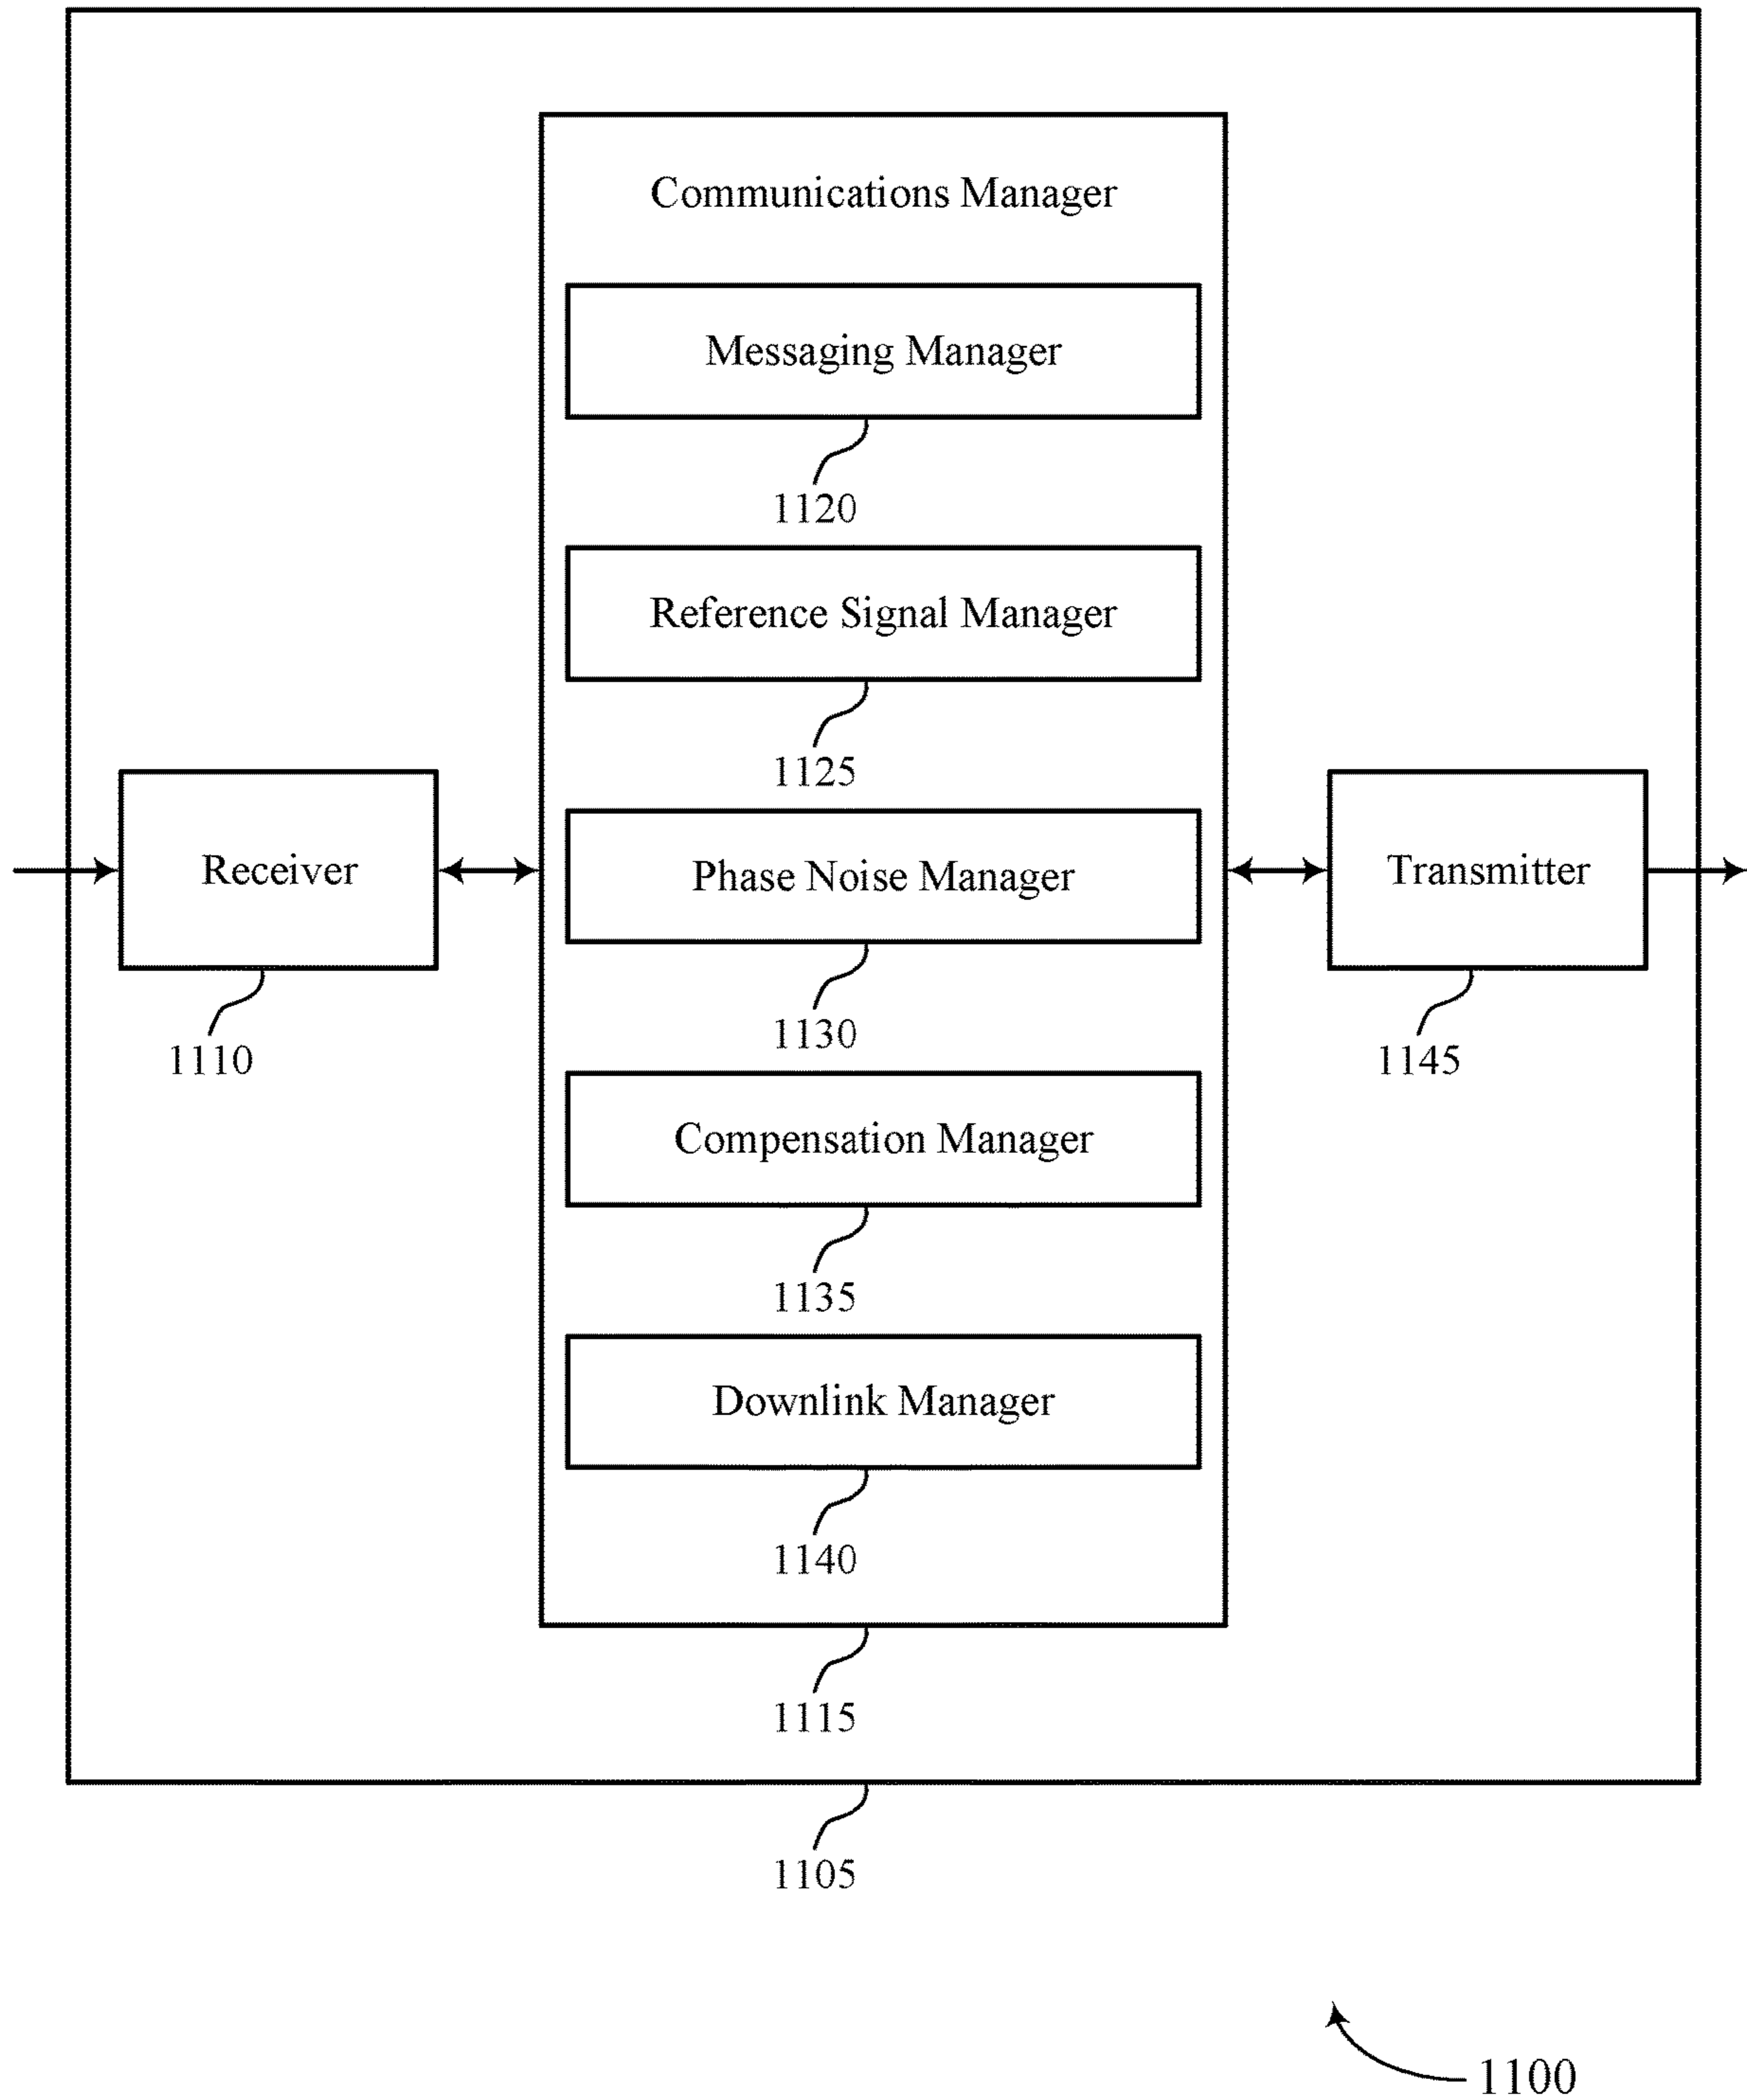 Communications Manager
Messaging Manager
1120
Reference Signal Manager
1125
Receiver
1110
Phase Noise Manager
1130
Transmitter
1145
Compensation Manager
1135
Downlink Manager
1140
1115
1105
1100